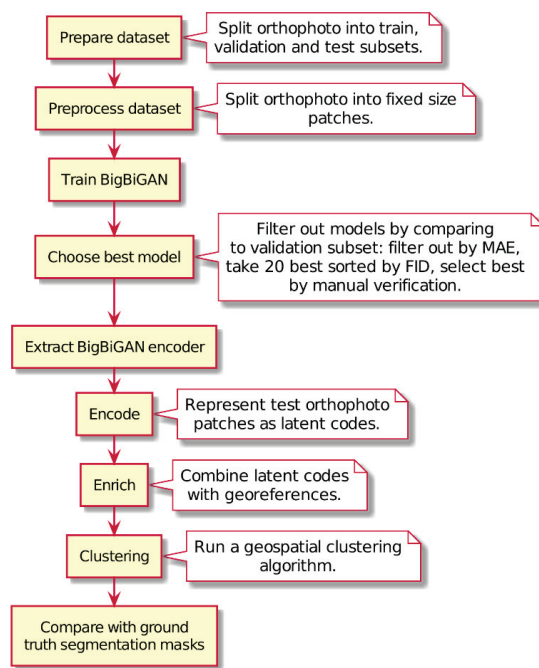 Prepare dataset
Split orthophoto into train,
validation and test subsets.
Preprocess dataset
Split orthophoto into fixed size
patches.
Train BigBiGAN
Choose best model
Filter out models by comparing
to validation subset: filter out by MAE,
take 20 best sorted by FID, select best
by manual verification.
Extract BigBiGAN encoder
Encode
Represent test orthophoto
patches as latent codes.
Enrich
Combine latent codes
with georeferences.
Clustering
Run a geospatial clustering
algorithm.
Compare with ground
truth segmentation masks